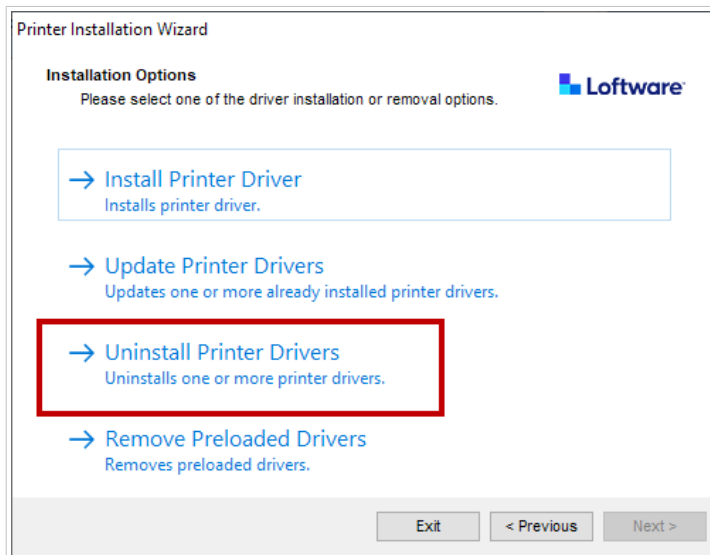 Printer Installation Wizard
Installation Options
Please select one of the driver installation or removal options.
Loftware
Install Printer Driver
Installs printer driver.
Update Printer Drivers
Updates one or more already installed printer drivers.
Uninstall Printer Drivers
Uninstalls one or more printer drivers.
Remove Preloaded Drivers
Removes preloaded drivers.
Exit
< Previous
Next >